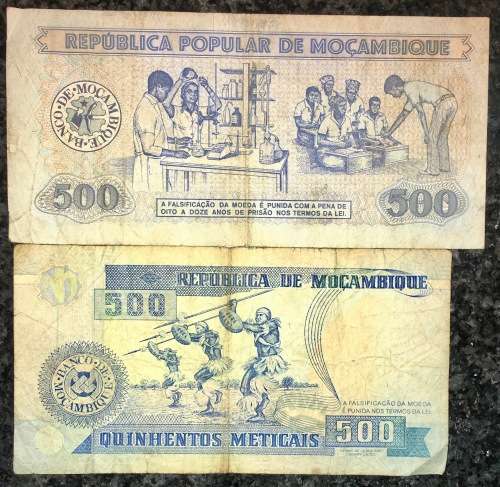 REPÚBLICA POPULAR DE MOÇAMBIQUE
BANCO·DE·MOÇAMBIQUE
500
500
A FALSIFICAÇÃO DA MOEDA É PUNIDA COM A PENA DE
OITO A DOZE ANOS DE PRISÃO NOS TERMOS DA LEI.
REPÚBLICA DE MOÇAMBIQUE
500
BANCO·DE·MOÇAMBIQUE
A FALSIFICAÇÃO DA MOEDA
É PUNIDA NOS TERMOS DA LEI.
QUINHENTOS METICAIS
500